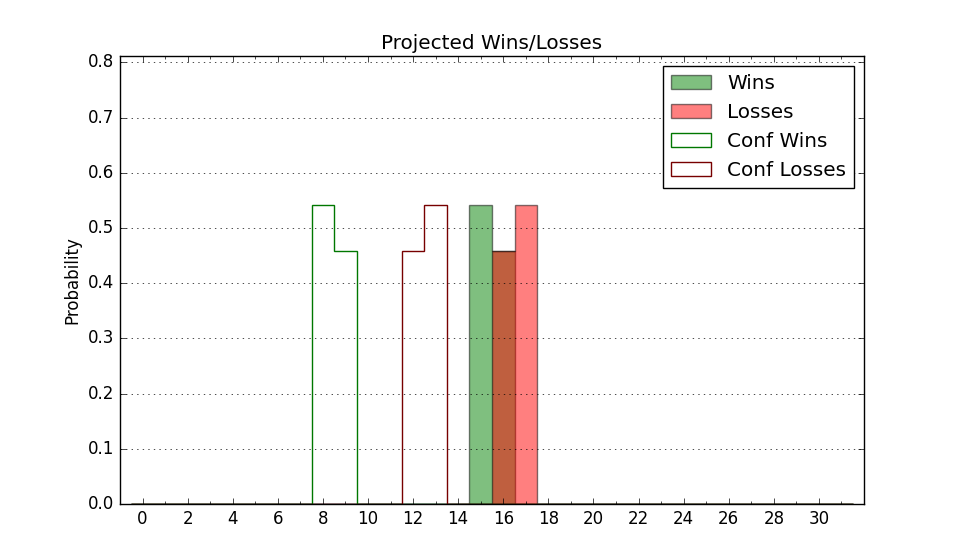 Projected Wins/Losses
0.8
0.7
0.6
0.5
0.4
0.3
0.2
0.1
0.0
Probability
Wins
Losses
Conf Wins
Conf Losses
0 2 4 6 8 10 12 14 16 18 20 22 24 26 28 30